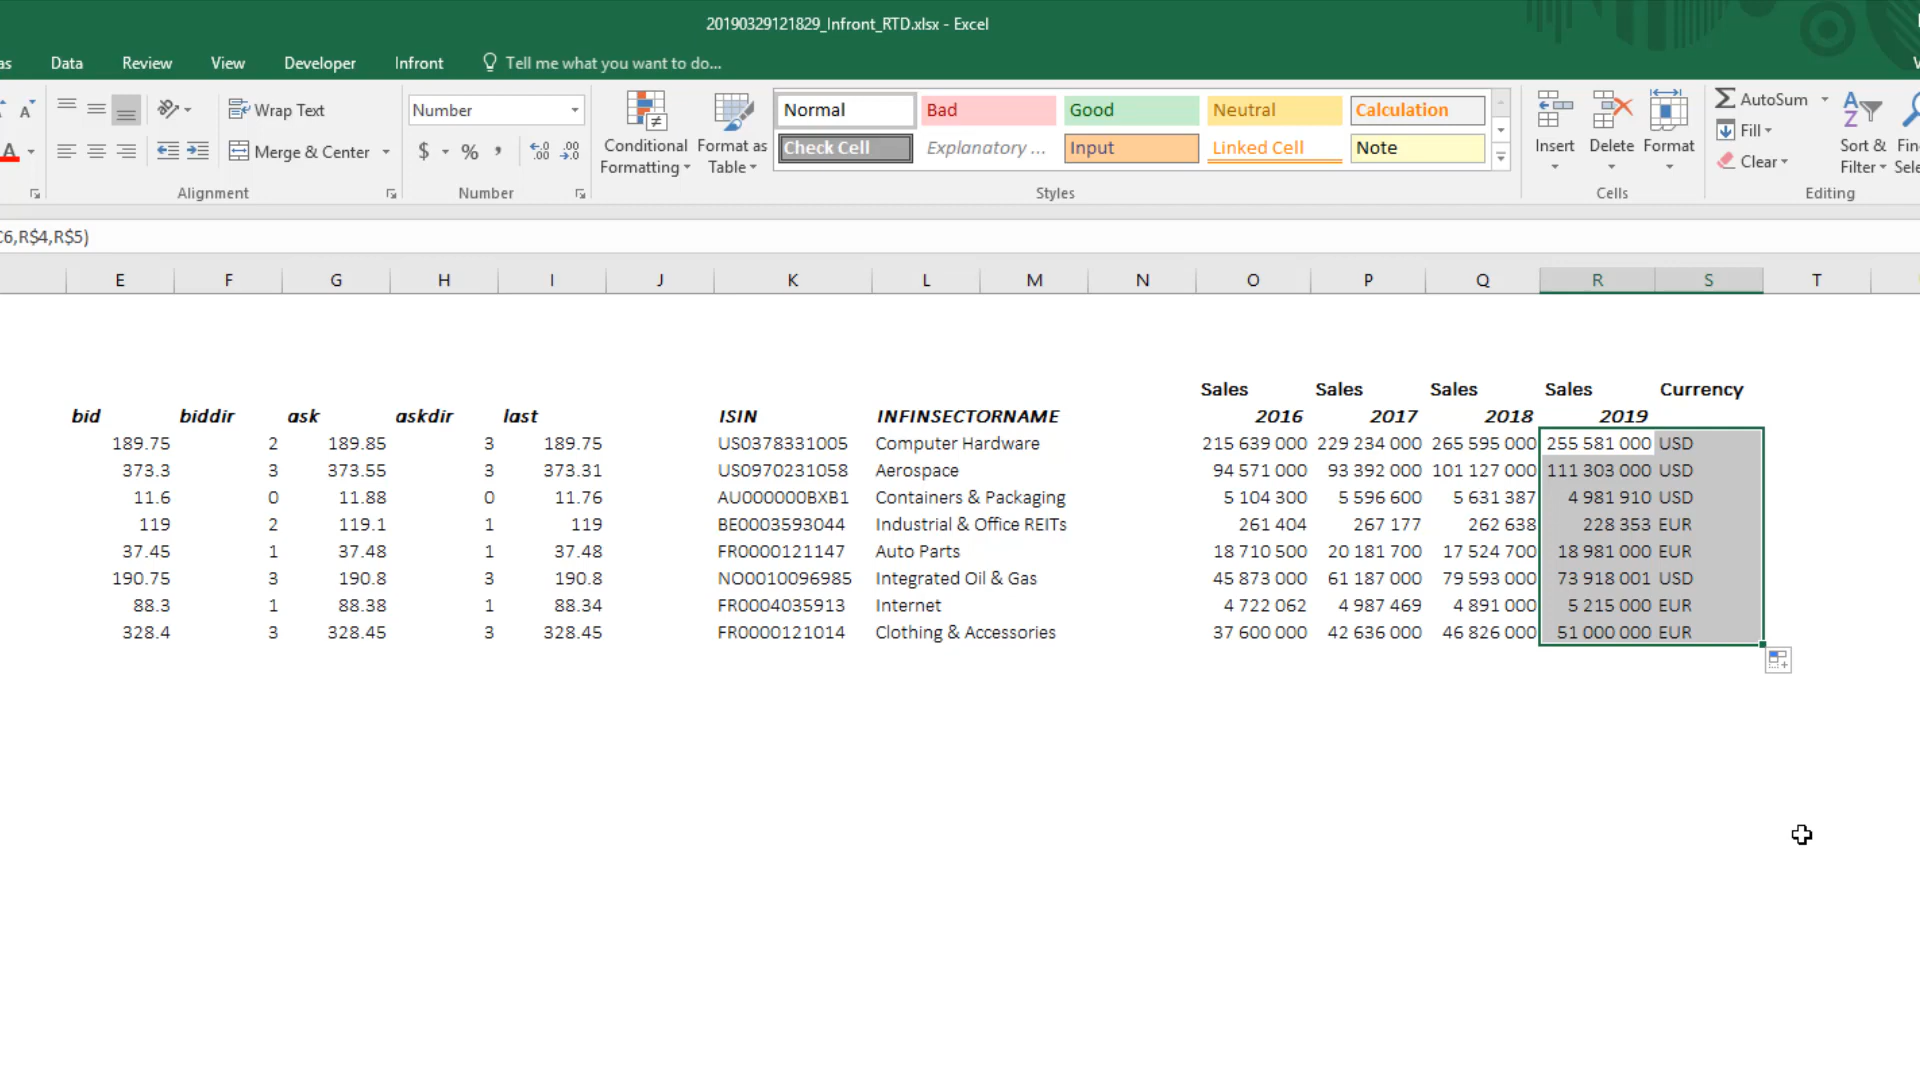 20190329121829_Infront_RTD.xlsx - Excel
as Data Review View Developer Infront Tell me what you want to do...
Wrap Text Number Normal Bad Good Neutral Calculation AutoSum
Merge & Center $ % , Conditional Formatting Format as Table Check Cell Explanatory ... Input Linked Cell Note Insert Delete Format Fill Clear Sort & Filter
Alignment Number Styles Cells Editing
C6,R$4,R$5)
E F G H I J K L M N O P Q R S T
Sales Sales Sales Sales Currency
bid biddir ask askdir last ISIN INFINSECTORNAME 2016 2017 2018 2019
189.75 2 189.85 3 189.75 US0378331005 Computer Hardware 215 639 000 229 234 000 265 595 000 255 581 000 USD
373.3 3 373.55 3 373.31 US0970231058 Aerospace 94 571 000 93 392 000 101 127 000 111 303 000 USD
11.6 0 11.88 0 11.76 AU000000BXB1 Containers & Packaging 5 104 300 5 596 600 5 631 387 4 981 910 USD
119 2 119.1 1 119 BE0003593044 Industrial & Office REITs 261 404 267 177 262 638 228 353 EUR
37.45 1 37.48 1 37.48 FR0000121147 Auto Parts 18 710 500 20 181 700 17 524 700 18 981 000 EUR
190.75 3 190.8 3 190.8 NO0010096985 Integrated Oil & Gas 45 873 000 61 187 000 79 593 000 73 918 001 USD
88.3 1 88.38 1 88.34 FR0004035913 Internet 4 722 062 4 987 469 4 891 000 5 215 000 EUR
328.4 3 328.45 3 328.45 FR0000121014 Clothing & Accessories 37 600 000 42 636 000 46 826 000 51 000 000 EUR